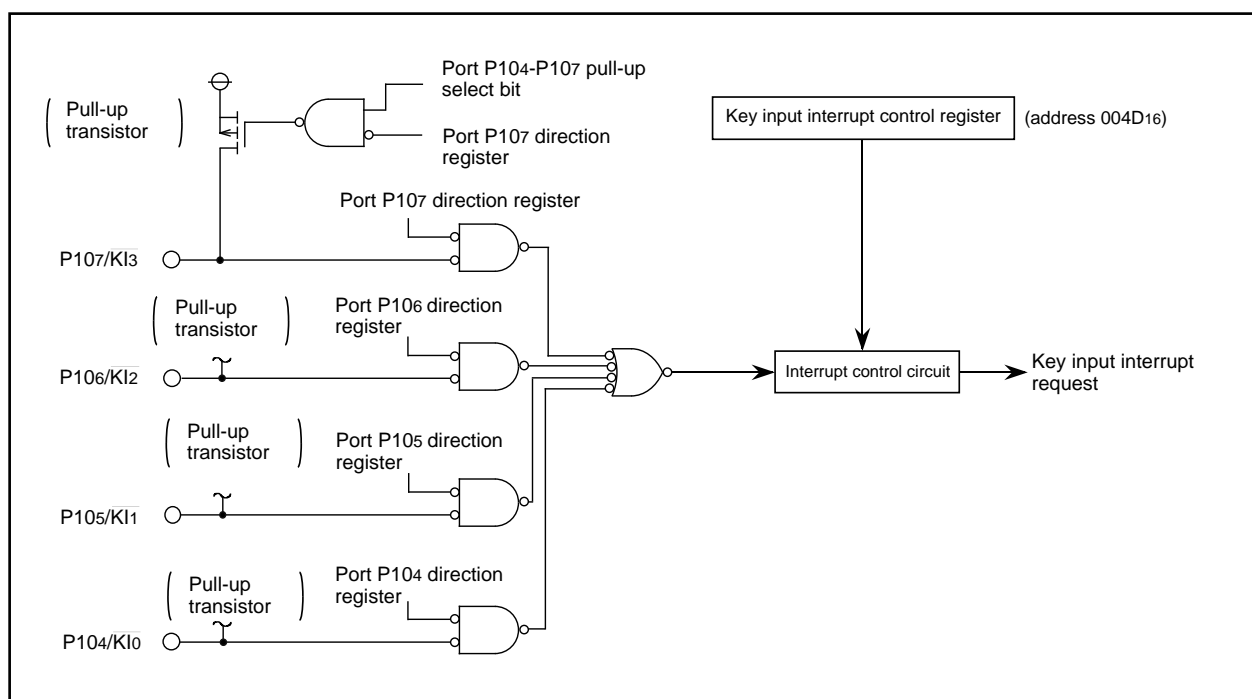 Port P104-P107 pull-up
select bit
Pull-up
transistor
Port P107 direction
register
Key input interrupt control register
(address 004D16)
Port P107 direction register
P107/KI3
Pull-up
transistor
Port P106 direction
register
P106/KI2
Interrupt control circuit
Key input interrupt
request
Pull-up
transistor
Port P105 direction
register
P105/KI1
Pull-up
transistor
Port P104 direction
register
P104/KI0